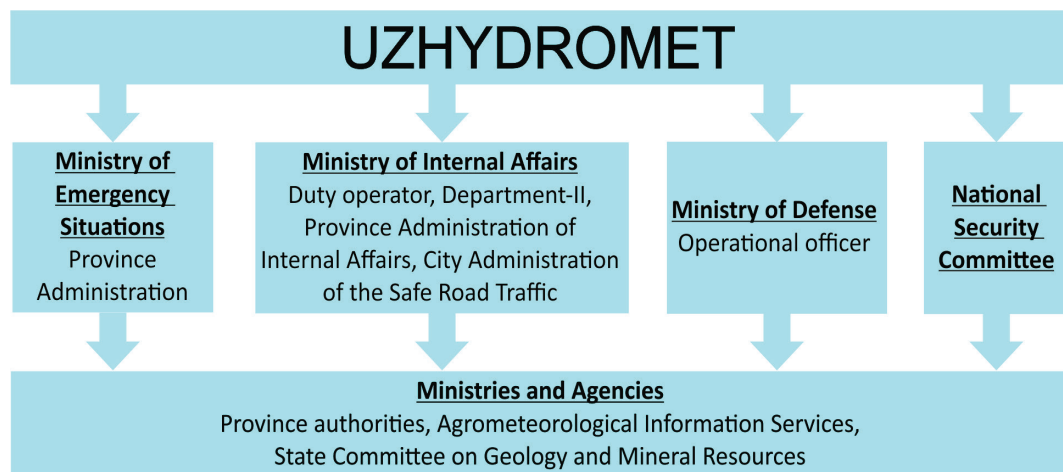 UZHYDROMET
Ministry of
Emergency
Situations
Province
Administration
Ministry of Internal Affairs
Duty operator, Department-II,
Province Administration of
Internal Affairs, City Administration
of the Safe Road Traffic
Ministry of Defense
Operational officer
National
Security
Committee
Ministries and Agencies
Province authorities, Agrometeorological Information Services,
State Committee on Geology and Mineral Resources